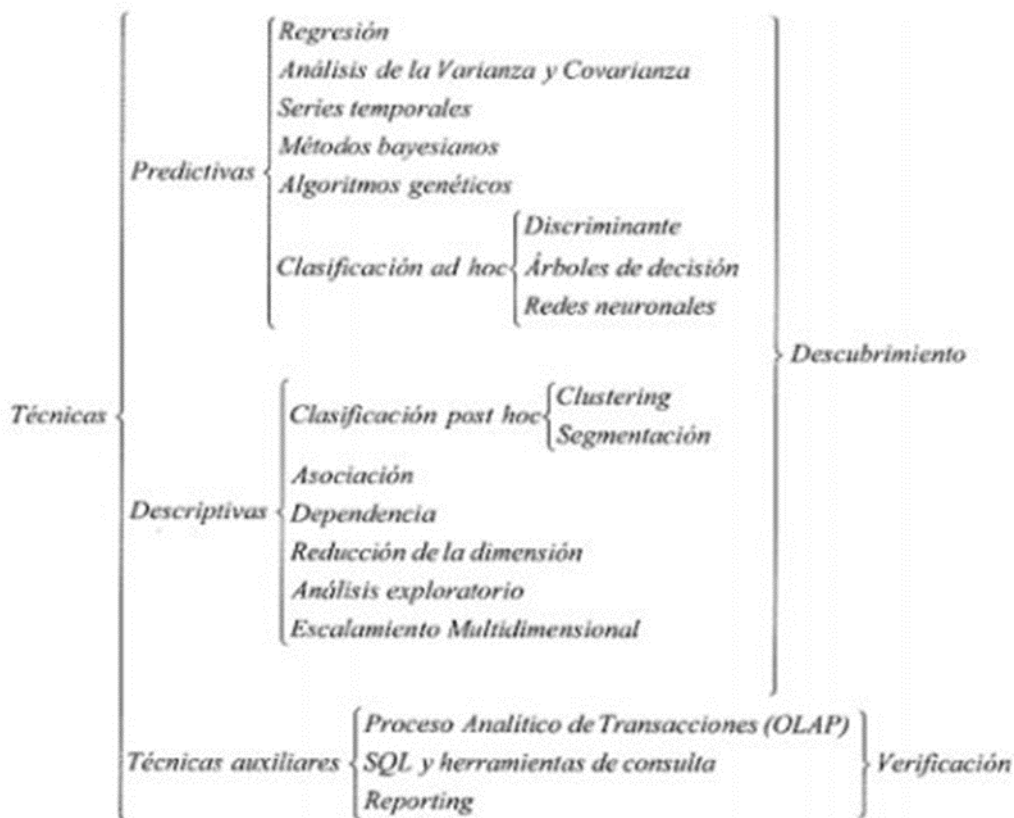 Regresión
Análisis de la Varianza y Covarianza
Series temporales
Métodos bayesianos
Predictivas
Algoritmos genéticos
Discriminante
Clasificación ad hoc
Árboles de decisión
Redes neuronales
Descubrimiento
Técnicas
Clasificación post hoc
Clustering
Segmentación
Asociación
Descriptivas
Dependencia
Reducción de la dimensión
Análisis exploratorio
Escalamiento Multidimensional
Proceso Analítico de Transacciones (OLAP)
Técnicas auxiliares
SQL y herramientas de consulta
Verificación
Reporting